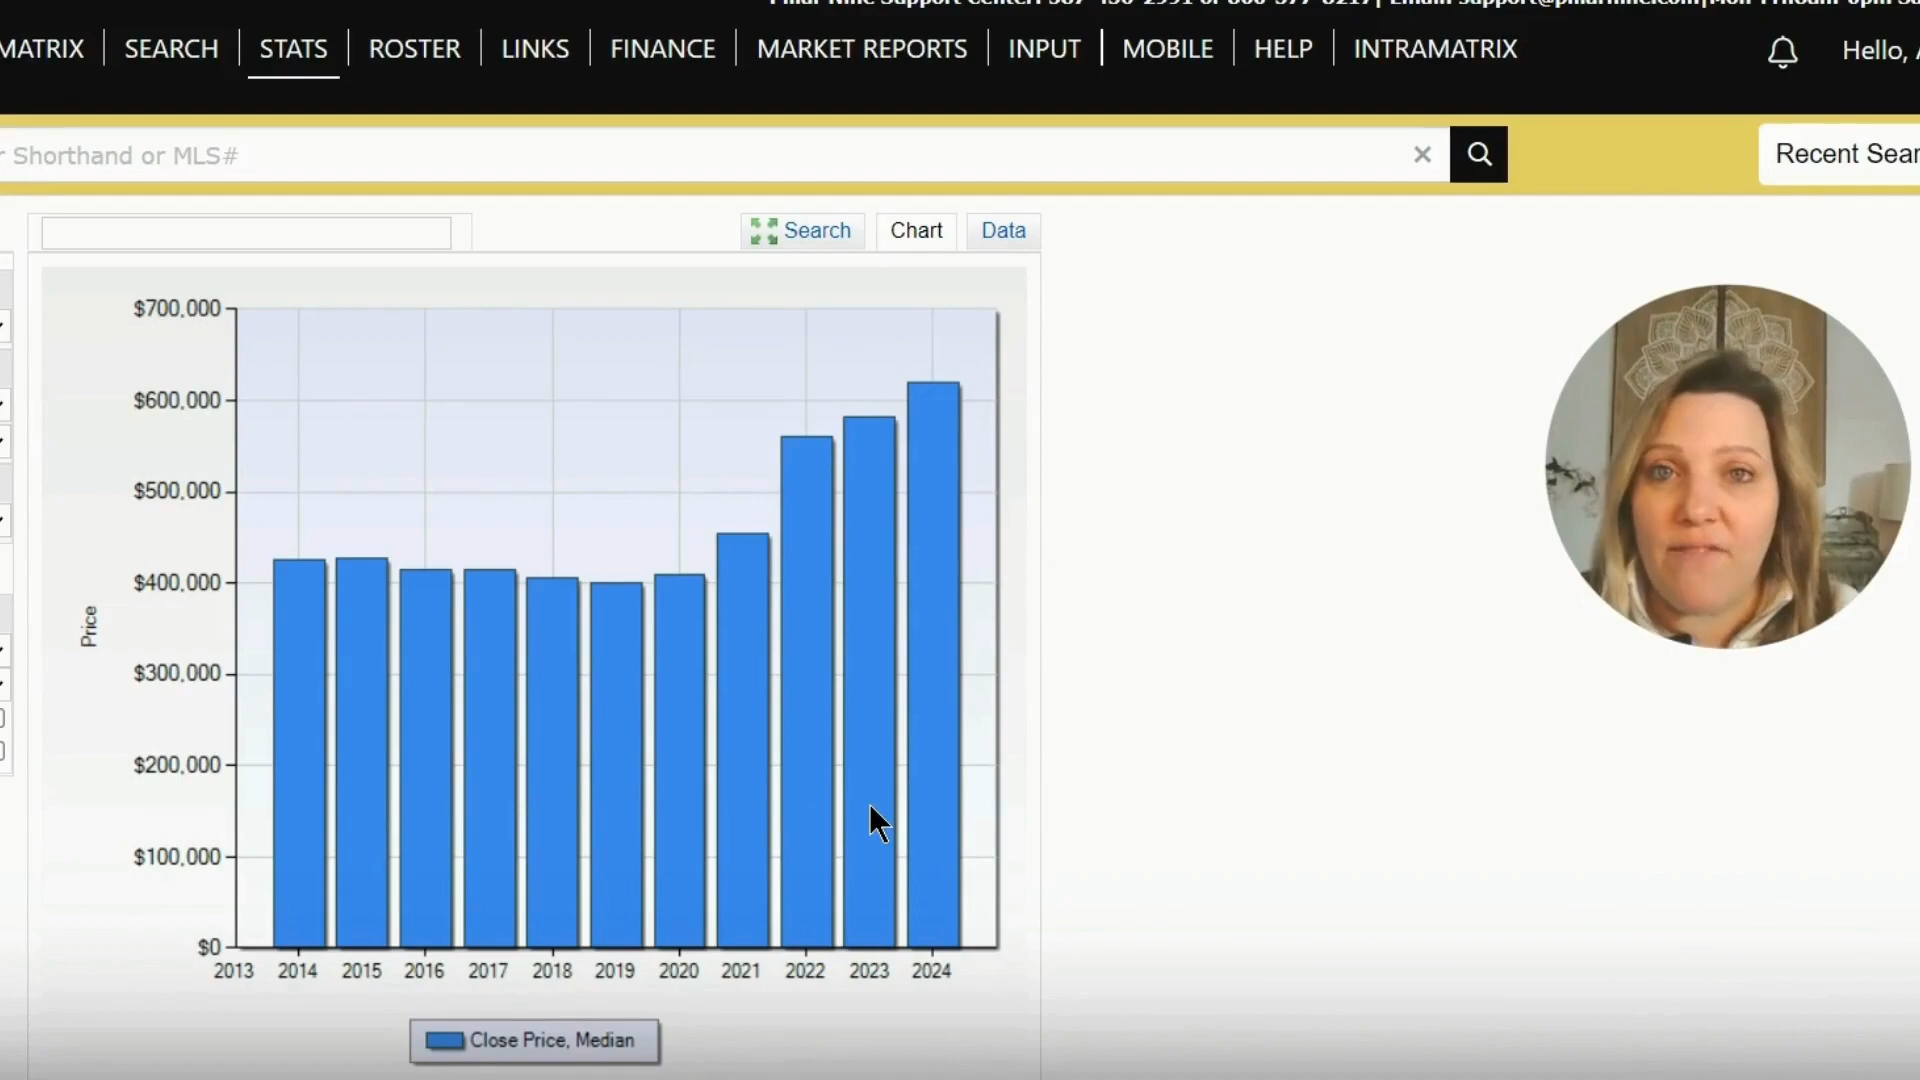 MATRIX SEARCH STATS ROSTER LINKS FINANCE MARKET REPORTS INPUT MOBILE HELP INTRAMATRIX Hello,
Shorthand or MLS#
Recent Sear
Search Chart Data
$700,000
$600,000
$500,000
$400,000
$300,000
$200,000
$100,000
$0
Price
2013 2014 2015 2016 2017 2018 2019 2020 2021 2022 2023 2024
Close Price, Median